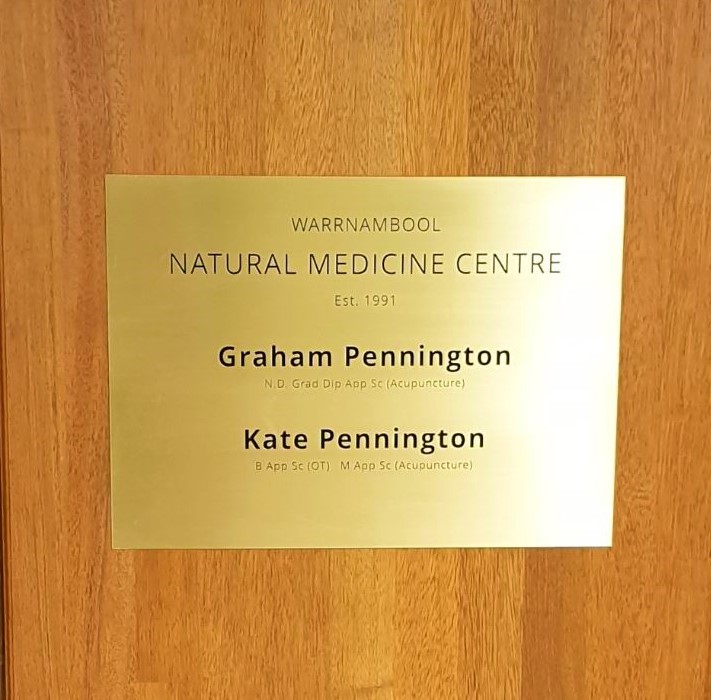 WARRNAMBOOL
NATURAL MEDICINE CENTRE
Est. 1991
Graham Pennington
N.D. Grad Dip App Sc (Acupuncture)
Kate Pennington
B App Sc (OT) M App Sc (Acupuncture)